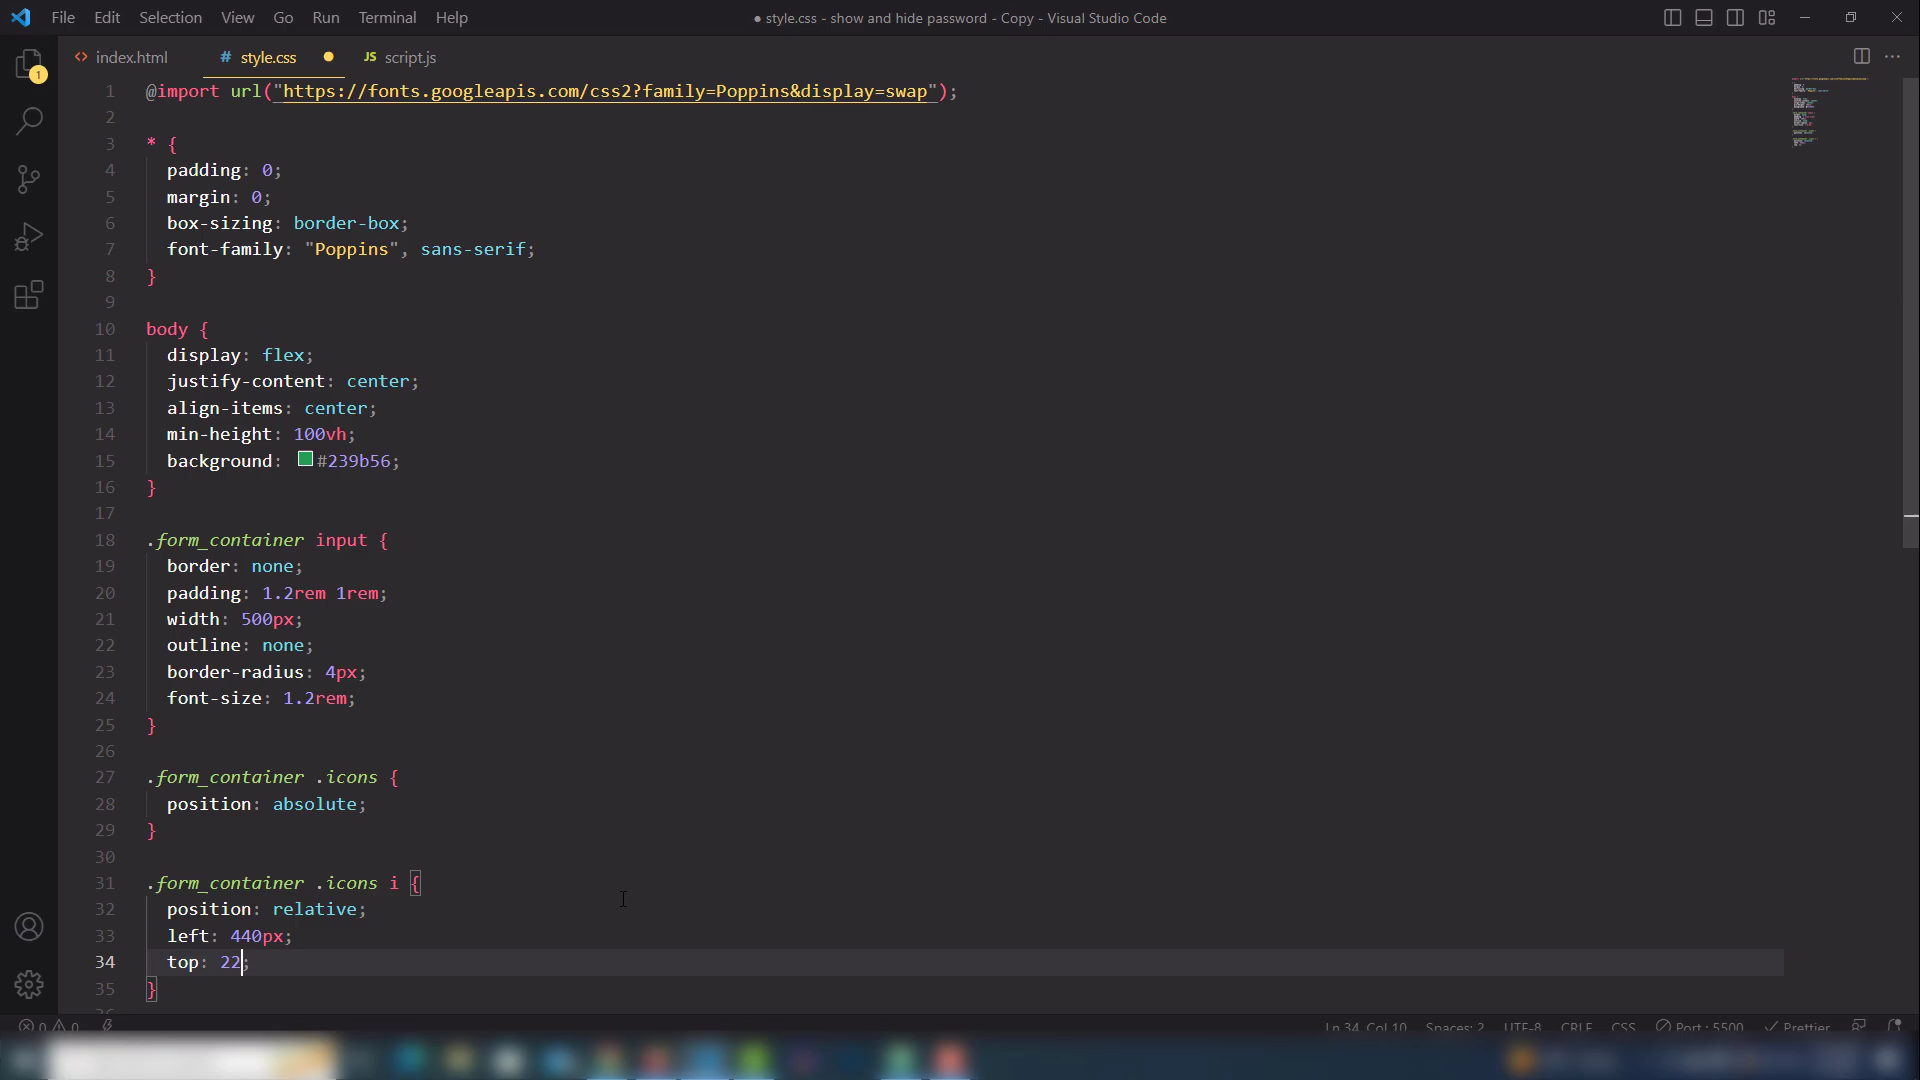 File Edit Selection View Go Run Terminal Help
● style.css - show and hide password - Copy - Visual Studio Code
<> index.html
# style.css ●
JS script.js
1
1 @import url("https://fonts.googleapis.com/css2?family=Poppins&display=swap");
2
3 * {
4 padding: 0;
5 margin: 0;
6 box-sizing: border-box;
7 font-family: "Poppins", sans-serif;
8 }
9
10 body {
11 display: flex;
12 justify-content: center;
13 align-items: center;
14 min-height: 100vh;
15 background: #239b56;
16 }
17
18 .form_container input {
19 border: none;
20 padding: 1.2rem 1rem;
21 width: 500px;
22 outline: none;
23 border-radius: 4px;
24 font-size: 1.2rem;
25 }
26
27 .form_container .icons {
28 position: absolute;
29 }
30
31 .form_container .icons i {
32 position: relative;
33 left: 440px;
34 top: 22;
35 }
0 0
Ln 34, Col 10 Spaces: 2 UTF-8 CRLF CSS Port : 5500 Prettier